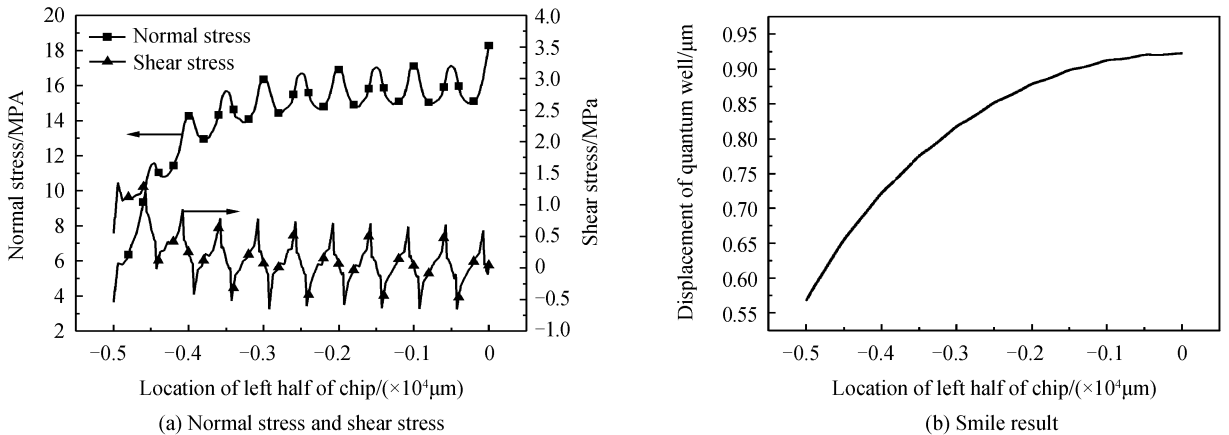 20
18
16
14
12
10
8
6
4
2
Normal stress/MPA
Normal stress
Shear stress
4.0
3.5
3.0
2.5
2.0
1.5
1.0
0.5
0
−0.5
−1.0
Shear stress/MPa
−0.5 −0.4 −0.3 −0.2 −0.1 0
Location of left half of chip/(×10⁴μm)
(a) Normal stress and shear stress
0.95
0.90
0.85
0.80
0.75
0.70
0.65
0.60
0.55
Displacement of quantum well/μm
−0.5 −0.4 −0.3 −0.2 −0.1 0
Location of left half of chip/(×10⁴μm)
(b) Smile result